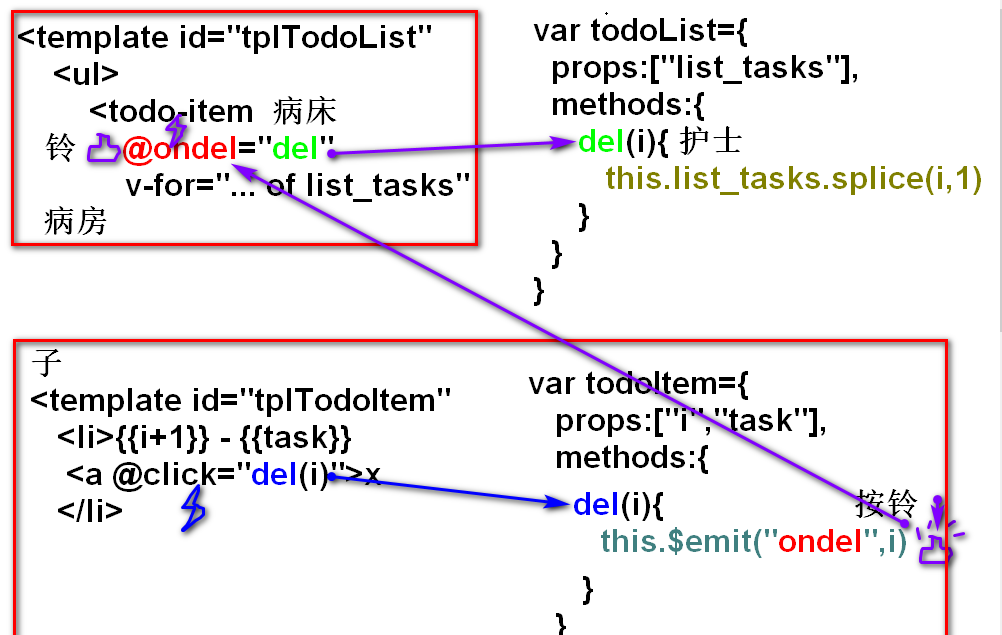 <template id="tplTodoList"
<ul>
<todo-item 病床
铃 @ondel="del"
v-for="... of list_tasks"
病房
var todoList={
props:["list_tasks"],
methods:{
del(i){ 护士
this.list_tasks.splice(i,1)
}
}
}
子
<template id="tplTodoItem"
<li>{{i+1}} - {{task}}
<a @click="del(i)">x
</li>
var todoItem={
props:["i","task"],
methods:{
del(i){ 按铃
this.$emit("ondel",i)
}
}